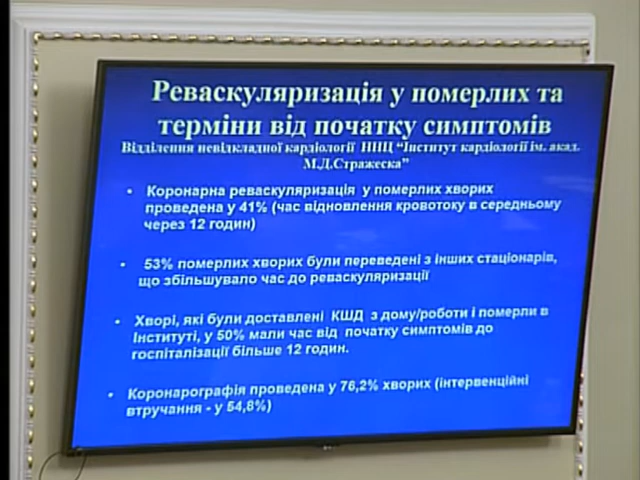 Реваскуляризація у померлих та
терміни від початку симптомів
Відділення невідкладної кардіології ННЦ “Інститут кардіології ім. акад.
М.Д.Стражеска”
• Коронарна реваскуляризація у померлих хворих
проведена у 41% (час відновлення кровотоку в середньому
через 12 годин)
• 53% померлих хворих були переведені з інших стаціонарів,
що збільшувало час до реваскуляризації
• Хворі, які були доставлені КШД з дому/роботи і померли в
Інституті, у 50% мали час від початку симптомів до
госпіталізації більше 12 годин.
• Коронарографія проведена у 76,2% хворих (інтервенційні
втручання - у 54,8%)